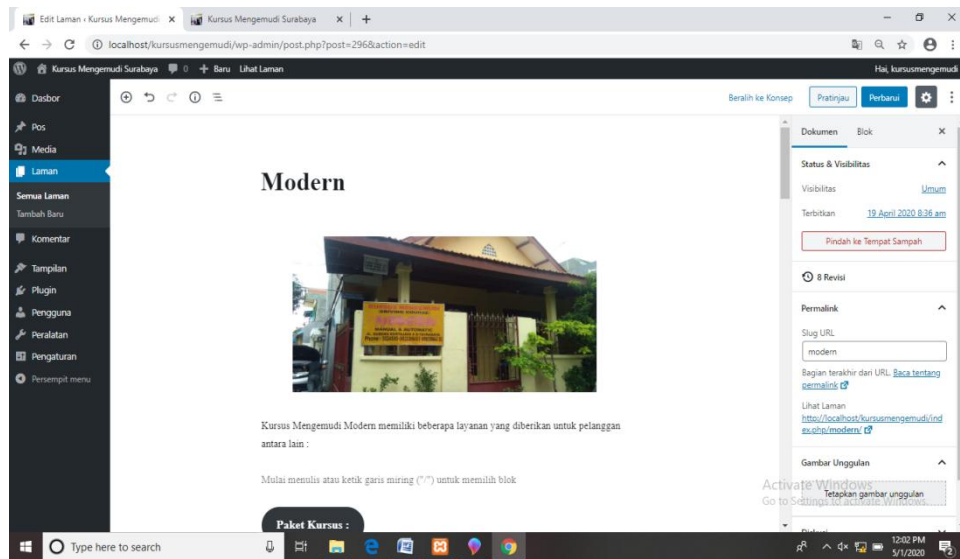 Edit Laman ‹ Kursus Mengemudi
Kursus Mengemudi Surabaya
localhost/kursusmengemudi/wp-admin/post.php?post=296&action=edit
Kursus Mengemudi Surabaya
0
Baru
Lihat Laman
Hai, kursusmengemudi
Dasbor
Pos
Media
Laman
Semua Laman
Tambah Baru
Komentar
Tampilan
Plugin
Pengguna
Peralatan
Pengaturan
Persempit menu
Beralih ke Konsep
Pratinjau
Perbarui
Modern
MODERN
MANUAL & AUTOMATIC
Kursus Mengemudi Modern memiliki beberapa layanan yang diberikan untuk pelanggan
antara lain :
Mulai menulis atau ketik garis miring ("/") untuk memilih blok
Paket Kursus :
Dokumen
Blok
Status & Visibilitas
Visibilitas
Umum
Terbitkan
19 April 2020 8:36 am
Pindah ke Tempat Sampah
8 Revisi
Permalink
Slug URL
modern
Bagian terakhir dari URL. Baca tentang
permalink
Lihat Laman
http://localhost/kursusmengemudi/ind
ex.php/modern/
Gambar Unggulan
Tetapkan gambar unggulan
Diskusi
Activate Windows
Go to Settings to activate Windows.
Type here to search
12:02 PM
5/1/2020
2